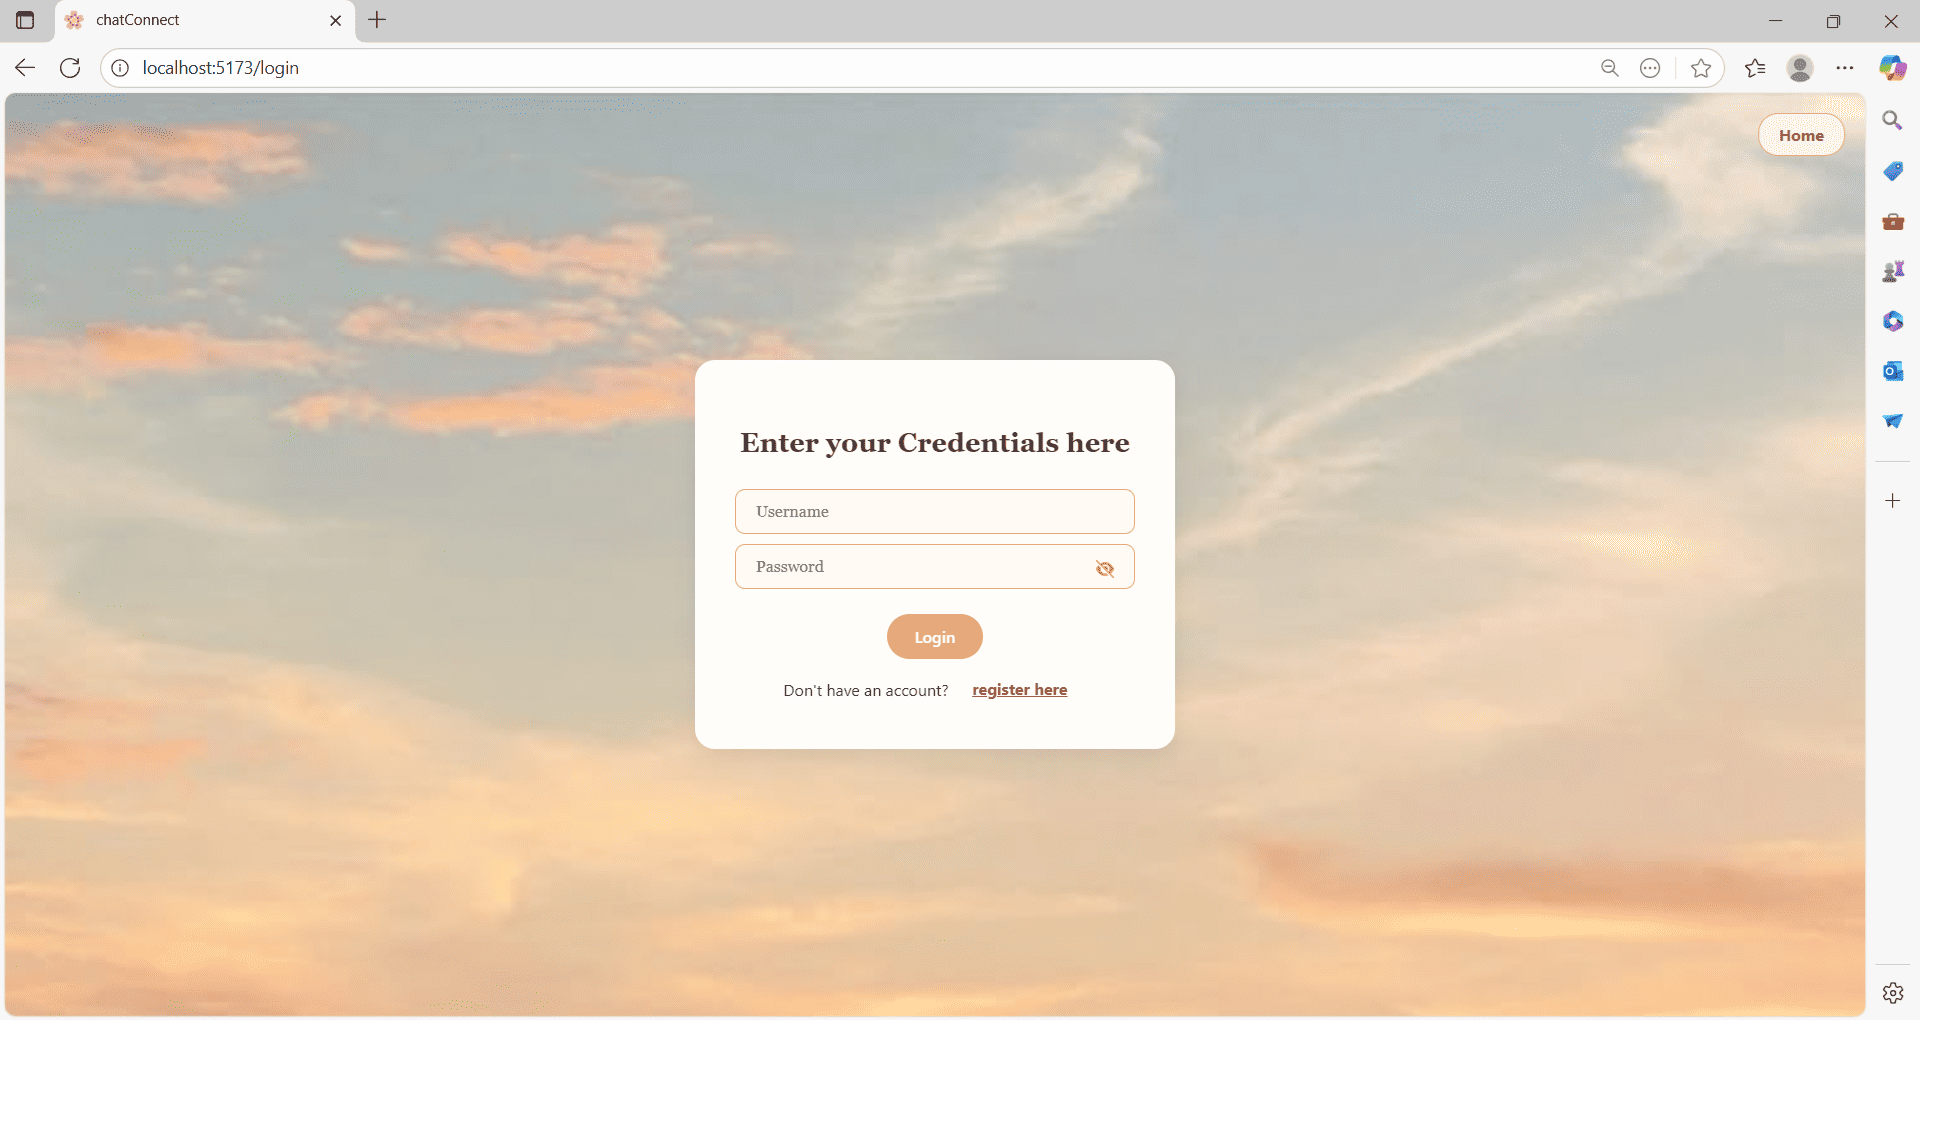 chatConnect
localhost:5173/login
Home
Enter your Credentials here
Username
Password
Login
Don't have an account? register here